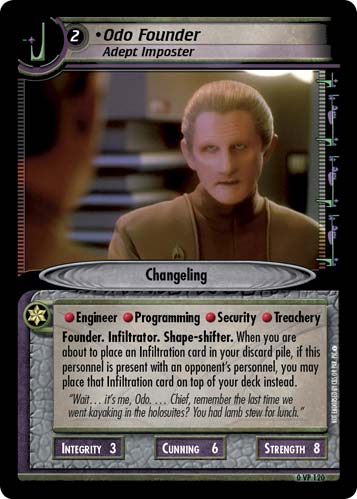 2 •Odo Founder
Adept Imposter
Changeling
Engineer Programming Security Treachery
Founder. Infiltrator. Shape-shifter. When you are
about to place an Infiltration card in your discard pile, if this
personnel is present with an opponent's personnel, you may
place that Infiltration card on top of your deck instead.
"Wait... it's me, Odo. ... Chief, remember the last time we
went kayaking in the holosuites? You had lamb stew for lunch."
INTEGRITY 3 CUNNING 6 STRENGTH 8
0 VP 120